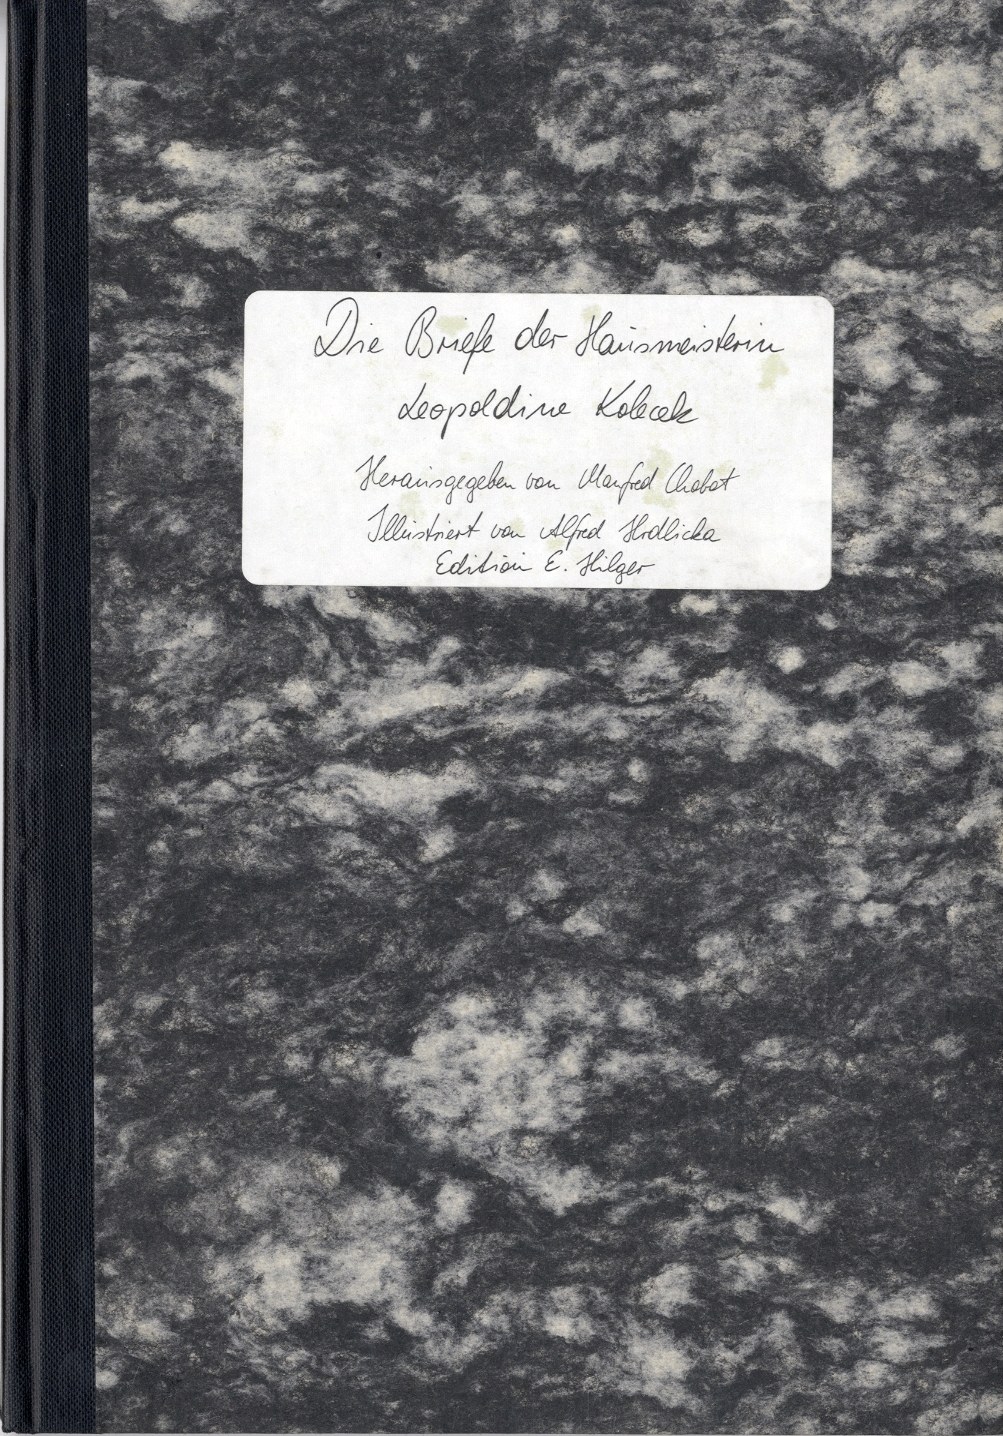 Die Briefe der Hausmeisterin
Leopoldine Kolecek
Herausgegeben von Manfred Chobot
Illustriert von Alfred Hrdlicka
Edition E. Hilger